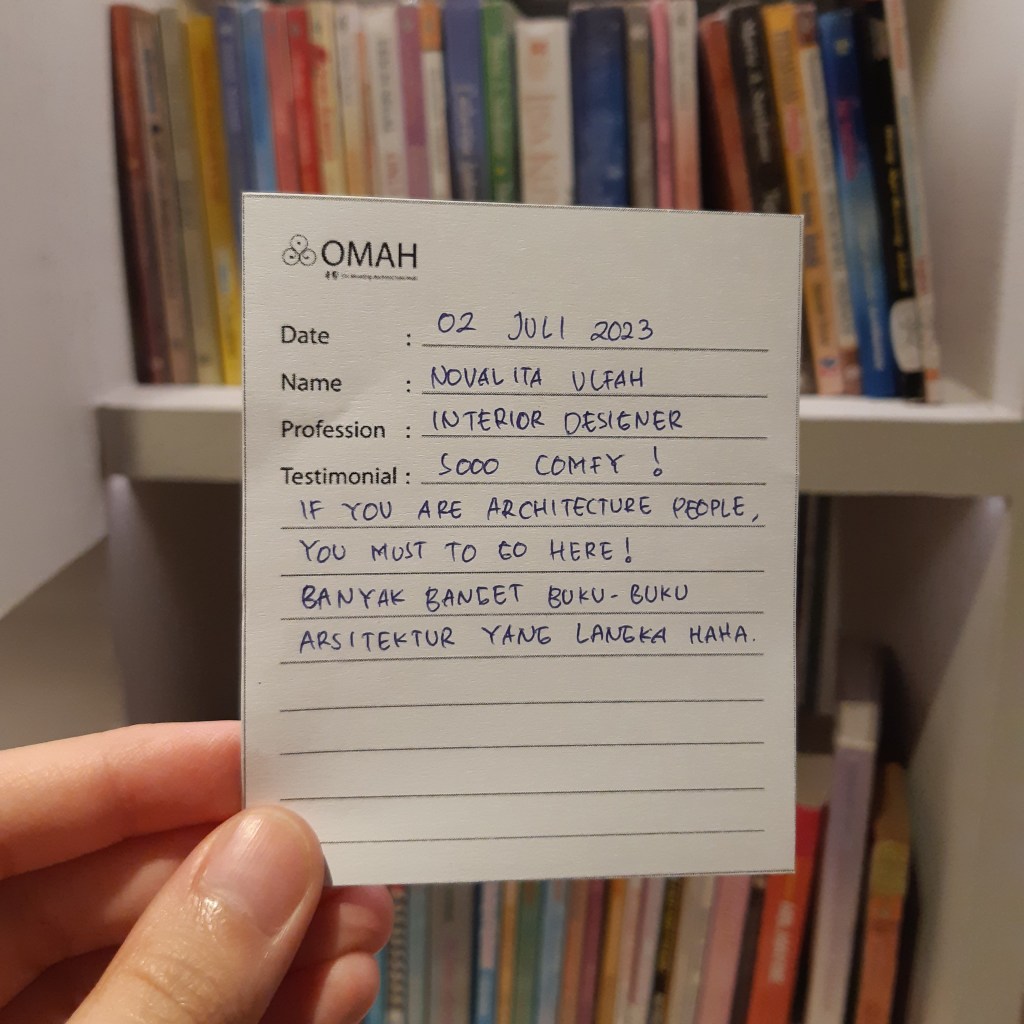 OMAH
Date : 02 JULI 2023
Name : NOVALITA ULFAH
Profession : INTERIOR DESIGNER
Testimonial : SOOO COMFY !
IF YOU ARE ARCHITECTURE PEOPLE,
YOU MUST TO GO HERE!
BANYAK BANGET BUKU-BUKU
ARSITEKTUR YANG LANGKA HAHA.